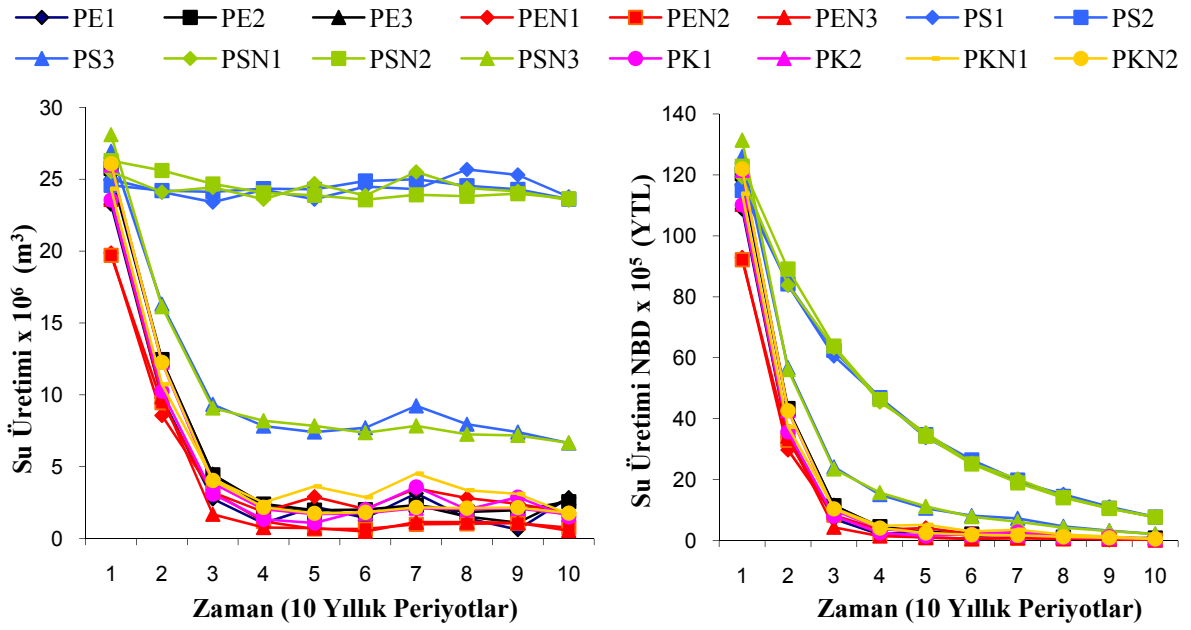 PE1 PE2 PE3 PEN1 PEN2 PEN3 PS1 PS2
PS3 PSN1 PSN2 PSN3 PK1 PK2 PKN1 PKN2
Su Üretimi x 10⁶ (m³)
30
25
20
15
10
5
0
1 2 3 4 5 6 7 8 9 10
Zaman (10 Yıllık Periyotlar)
Su Üretimi NBD x 10⁵ (YTL)
140
120
100
80
60
40
20
0
1 2 3 4 5 6 7 8 9 10
Zaman (10 Yıllık Periyotlar)